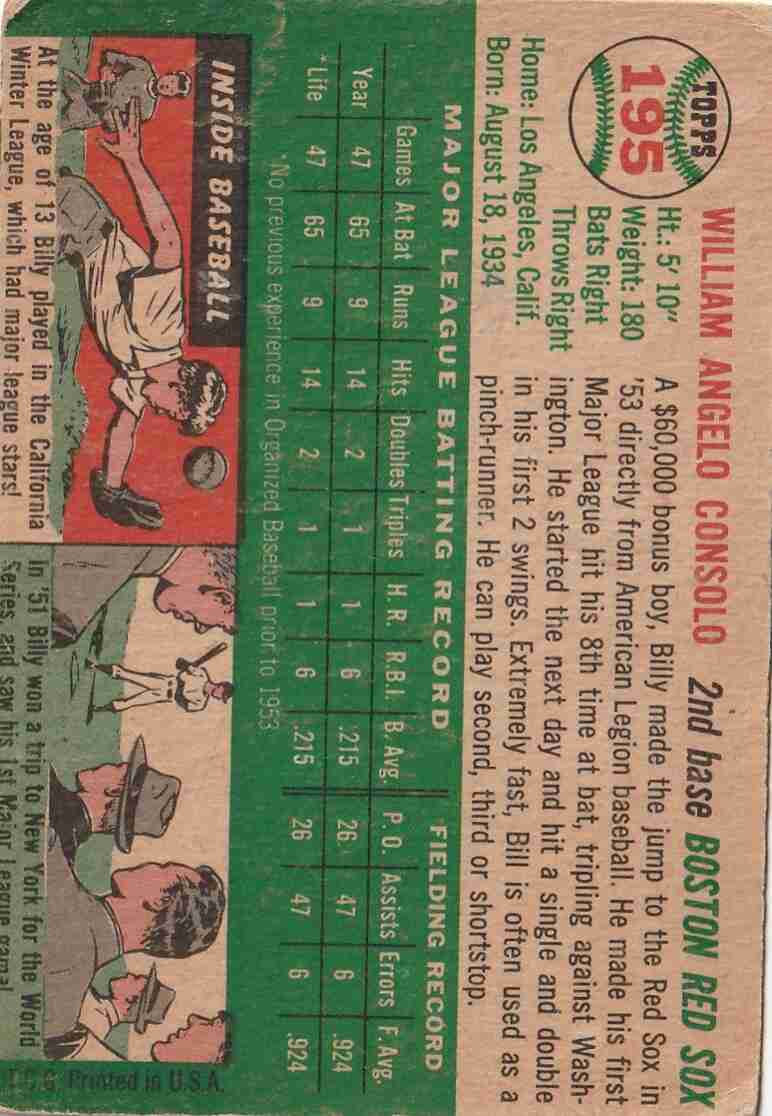 TOPPS
195
WILLIAM ANGELO CONSOLO
2nd base BOSTON RED SOX
Ht.: 5' 10"
Weight: 180
Bats Right
Throws Right
Home: Los Angeles, Calif.
Born: August 18, 1934
A $60,000 bonus boy, Billy made the jump to the Red Sox in
'53 directly from American Legion baseball. He made his first
Major League hit his 8th time at bat, tripling against Wash-
ington. He started the next day and hit a single and double
in his first 2 swings. Extremely fast, Bill is often used as a
pinch-runner. He can play second, third or shortstop.
MAJOR LEAGUE BATTING RECORD FIELDING RECORD
Games At Bat Runs Hits Doubles Triples H. R. R.B.I. B. Avg. P. O. Assists Errors F. Avg.
Year 47 65 9 14 2 1 1 6 .215 26 47 6 .924
*Life 47 65 9 14 2 1 1 6 .215 26 47 6 .924
*No previous experience in Organized Baseball prior to 1953
INSIDE BASEBALL
At the age of 13 Billy played in the California
Winter League, which had major league stars!
In '51 Billy won a trip to New York for the World
Series and saw his 1st Major League game!
T.C.G. Printed in U.S.A.